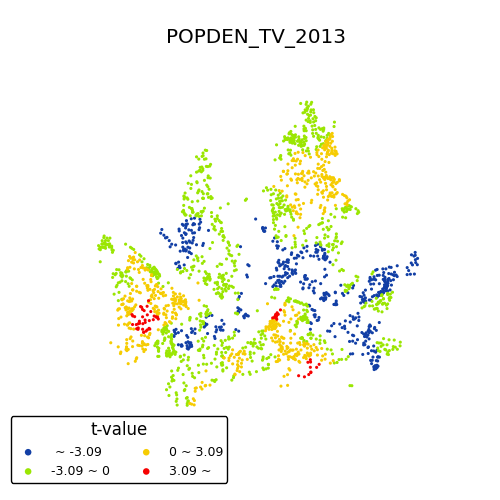 POPDEN_TV_2013
t-value
~ -3.09
0 ~ 3.09
-3.09 ~ 0
3.09 ~